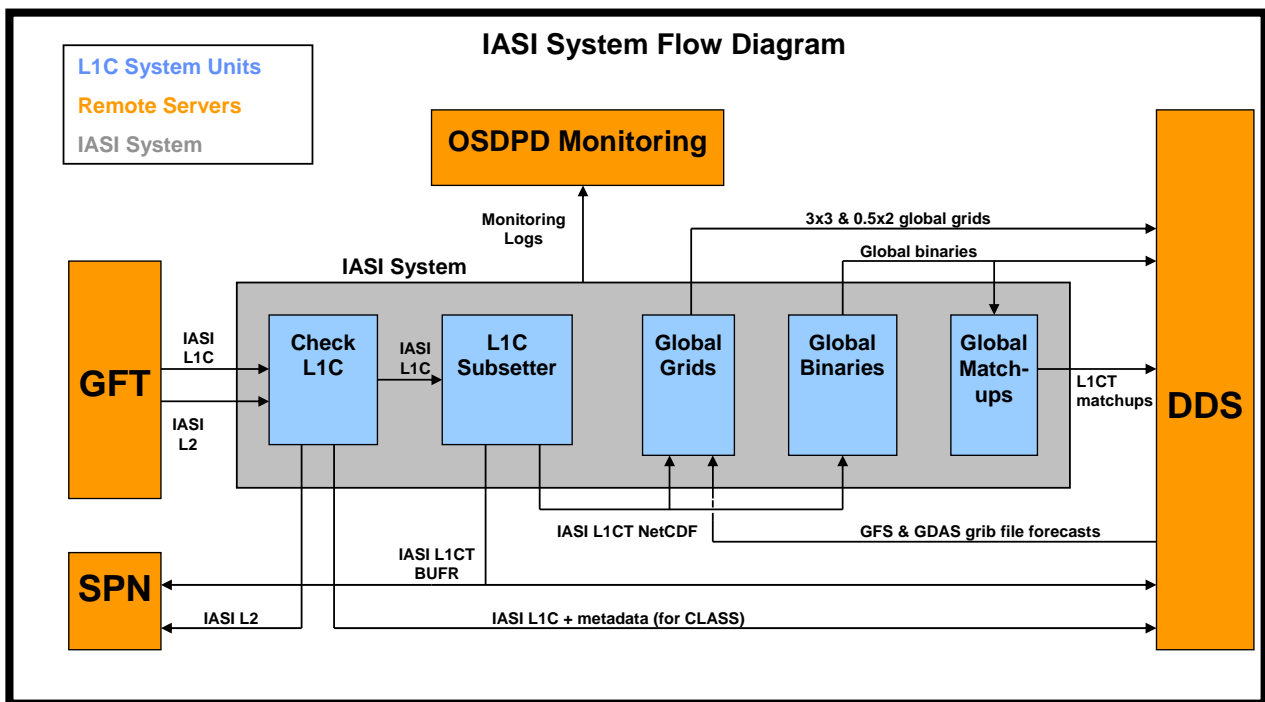 IASI System Flow Diagram
L1C System Units
Remote Servers
IASI System
OSDPD Monitoring
Monitoring
Logs
3x3 & 0.5x2 global grids
Global binaries
IASI System
GFT
IASI
L1C
IASI
L2
Check
L1C
IASI
L1C
L1C
Subsetter
Global
Grids
Global
Binaries
Global
Match-
ups
L1CT
matchups
DDS
IASI L1CT NetCDF
GFS & GDAS grib file forecasts
SPN
IASI L1CT
BUFR
IASI L2
IASI L1C + metadata (for CLASS)